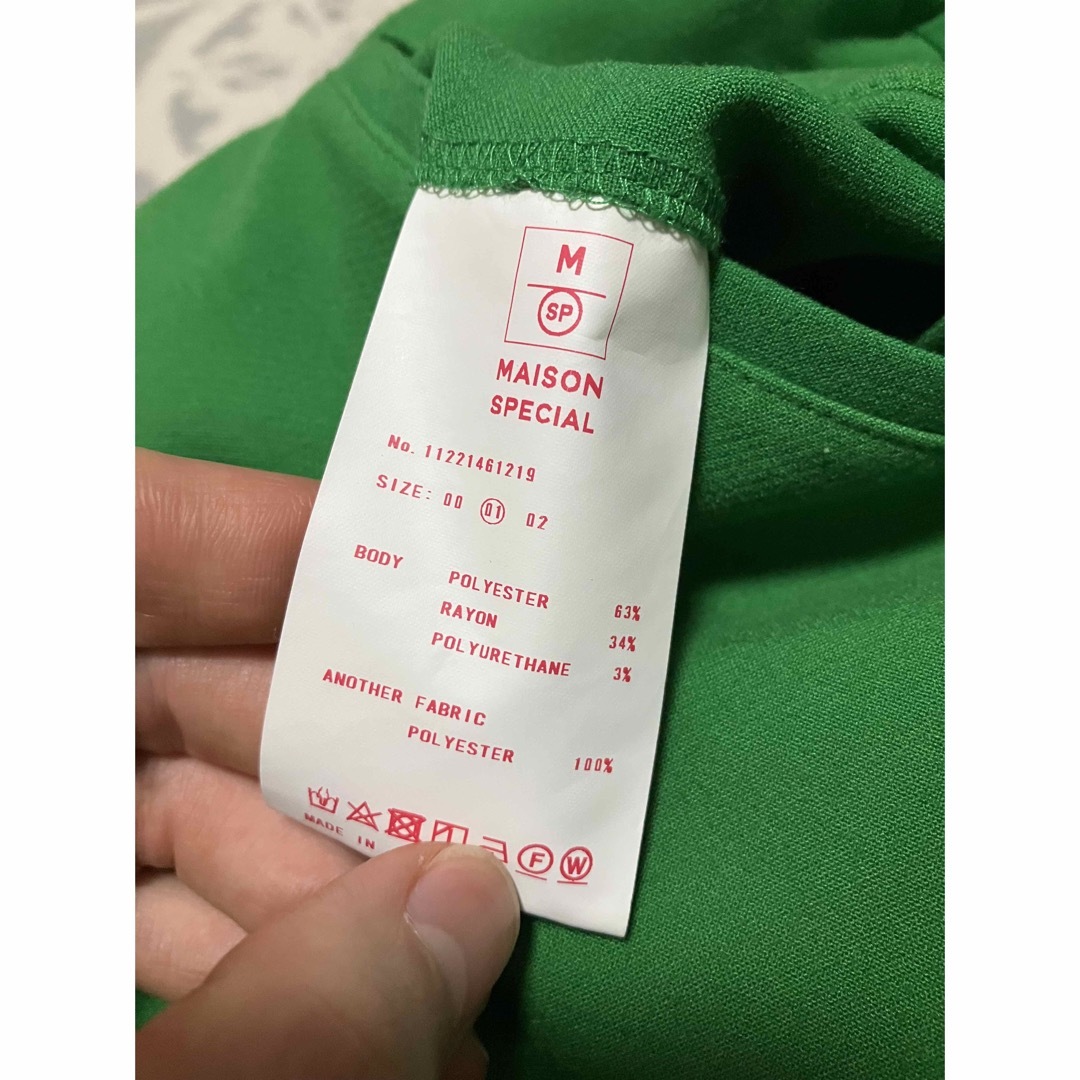 M
SP
MAISON
SPECIAL
No. 11221461219
SIZE: 00 01 02
BODY
POLYESTER 63%
RAYON 34%
POLYURETHANE 3%
ANOTHER FABRIC
POLYESTER 100%
F W
MADE IN